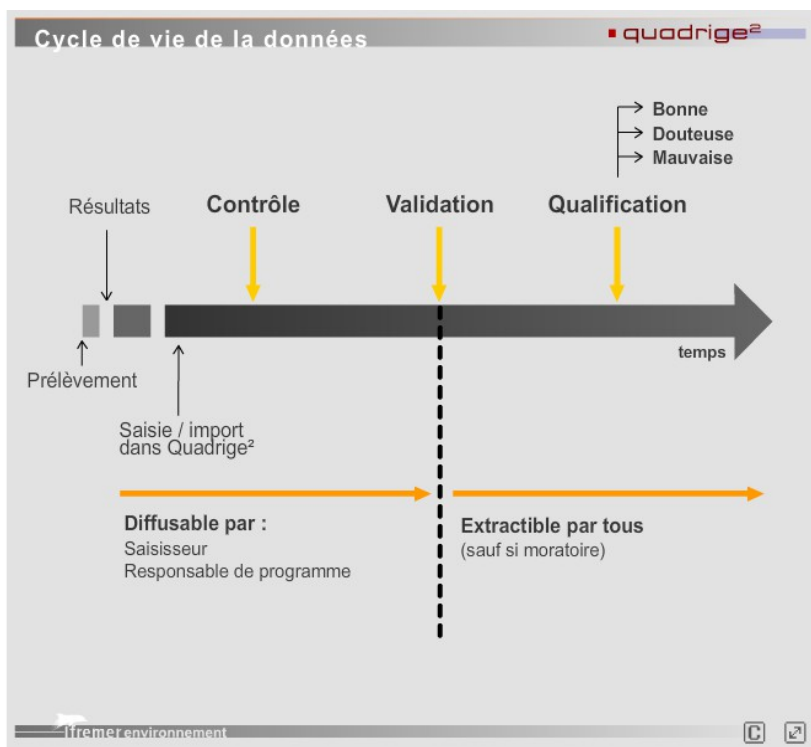 Cycle de vie de la données
quadrige²
Bonne
Douteuse
Mauvaise
Résultats
Contrôle
Validation
Qualification
temps
Prélèvement
Saisie / import
dans Quadrige²
Diffusable par :
Saisisseur
Responsable de programme
Extractible par tous
(sauf si moratoire)
Ifremer environnement
C